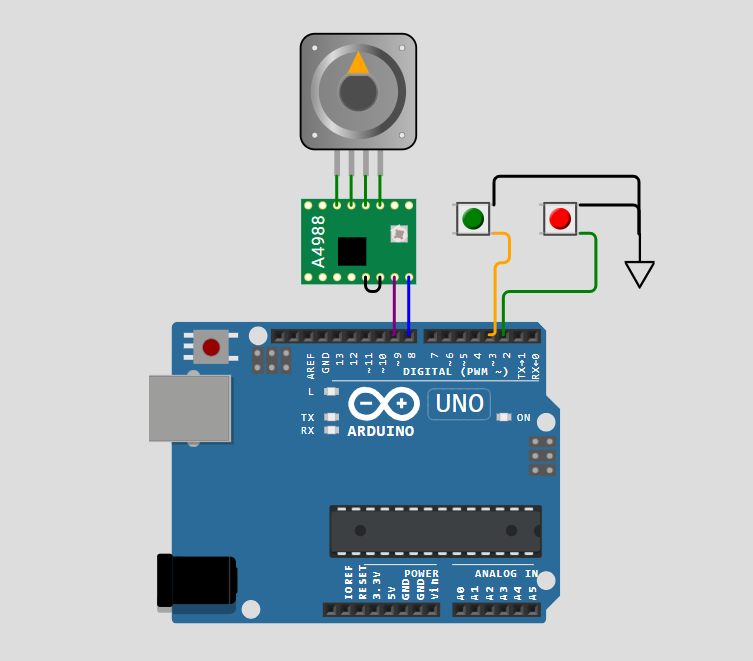 A4988
AREF
GND
13
12
~11
~10
~9
8
7
~6
~5
4
~3
2
TX→1
RX←0
DIGITAL (PWM ~)
L
TX
RX
UNO
ON
ARDUINO
POWER
ANALOG IN
IOREF
RESET
3.3V
5V
GND
GND
Vin
A0
A1
A2
A3
A4
A5